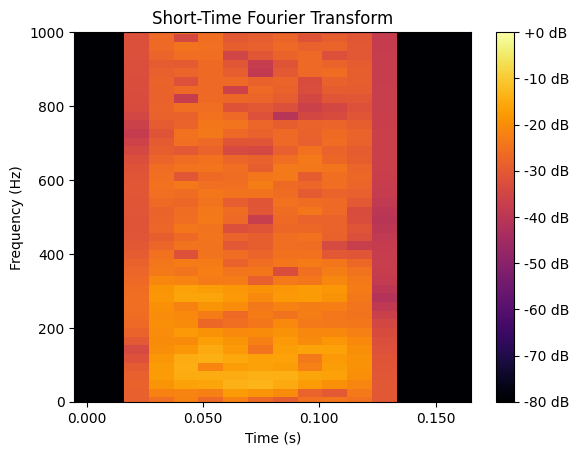 Short-Time Fourier Transform
1000
800
600
400
200
0
Frequency (Hz)
0.000
0.050
0.100
0.150
Time (s)
+0 dB
-10 dB
-20 dB
-30 dB
-40 dB
-50 dB
-60 dB
-70 dB
-80 dB